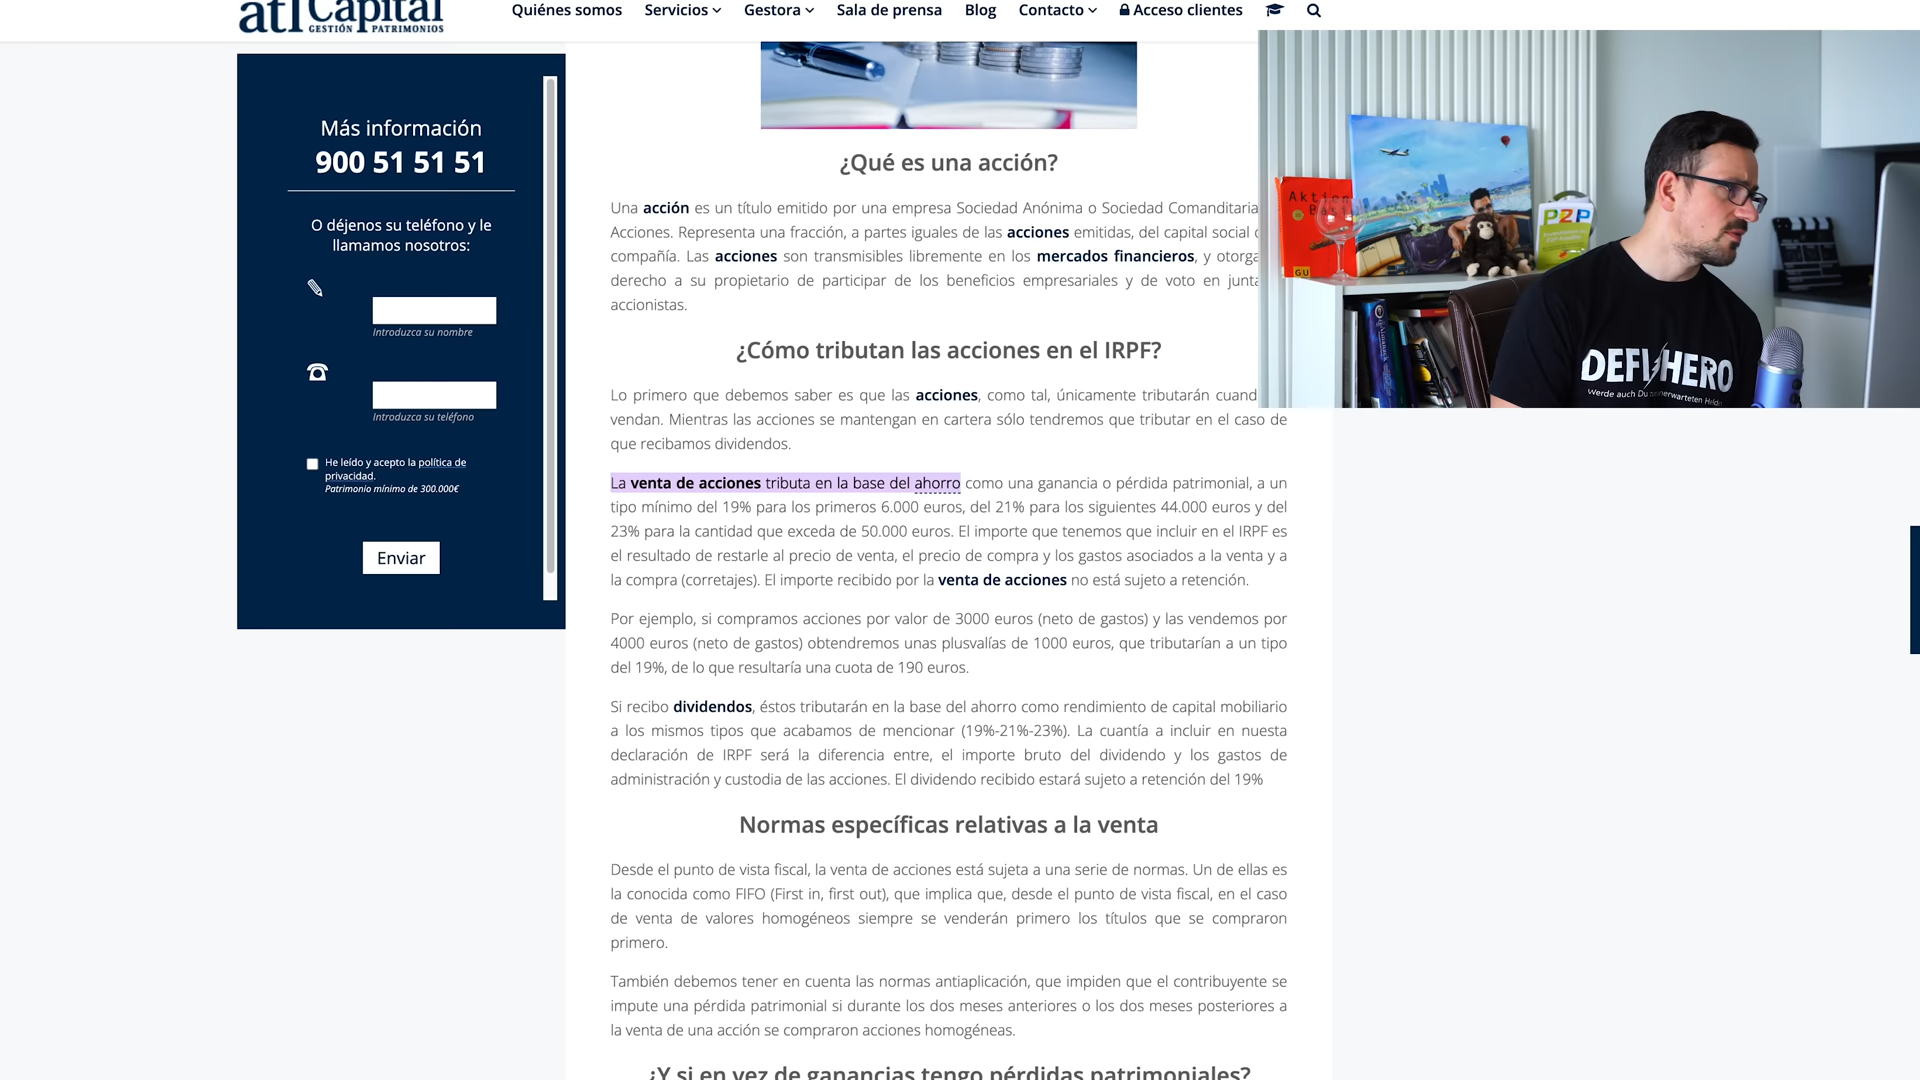 atl Capital
GESTIÓN PATRIMONIOS
Quiénes somos Servicios Gestora Sala de prensa Blog Contacto Acceso clientes
Más información
900 51 51 51
O déjenos su teléfono y le
llamamos nosotros:
Introduzca su nombre
Introduzca su teléfono
He leído y acepto la política de
privacidad.
Patrimonio mínimo de 300.000€
Enviar
¿Qué es una acción?
Una acción es un título emitido por una empresa Sociedad Anónima o Sociedad Comanditaria
Acciones. Representa una fracción, a partes iguales de las acciones emitidas, del capital social
compañía. Las acciones son transmisibles libremente en los mercados financieros, y otorga
derecho a su propietario de participar de los beneficios empresariales y de voto en junta
accionistas.
¿Cómo tributan las acciones en el IRPF?
Lo primero que debemos saber es que las acciones, como tal, únicamente tributarán cuand
vendan. Mientras las acciones se mantengan en cartera sólo tendremos que tributar en el caso de
que recibamos dividendos.
La venta de acciones tributa en la base del ahorro como una ganancia o pérdida patrimonial, a un
tipo mínimo del 19% para los primeros 6.000 euros, del 21% para los siguientes 44.000 euros y del
23% para la cantidad que exceda de 50.000 euros. El importe que tenemos que incluir en el IRPF es
el resultado de restarle al precio de venta, el precio de compra y los gastos asociados a la venta y a
la compra (corretajes). El importe recibido por la venta de acciones no está sujeto a retención.
Por ejemplo, si compramos acciones por valor de 3000 euros (neto de gastos) y las vendemos por
4000 euros (neto de gastos) obtendremos unas plusvalías de 1000 euros, que tributarían a un tipo
del 19%, de lo que resultaría una cuota de 190 euros.
Si recibo dividendos, éstos tributarán en la base del ahorro como rendimiento de capital mobiliario
a los mismos tipos que acabamos de mencionar (19%-21%-23%). La cuantía a incluir en nuesta
declaración de IRPF será la diferencia entre, el importe bruto del dividendo y los gastos de
administración y custodia de las acciones. El dividendo recibido estará sujeto a retención del 19%
Normas específicas relativas a la venta
Desde el punto de vista fiscal, la venta de acciones está sujeta a una serie de normas. Un de ellas es
la conocida como FIFO (First in, first out), que implica que, desde el punto de vista fiscal, en el caso
de venta de valores homogéneos siempre se venderán primero los títulos que se compraron
primero.
También debemos tener en cuenta las normas antiaplicación, que impiden que el contribuyente se
impute una pérdida patrimonial si durante los dos meses anteriores o los dos meses posteriores a
la venta de una acción se compraron acciones homogéneas.
¿Y si en vez de ganancias tengo pérdidas patrimoniales?
GU
P2P
DEFI HERO
Werde auch Du